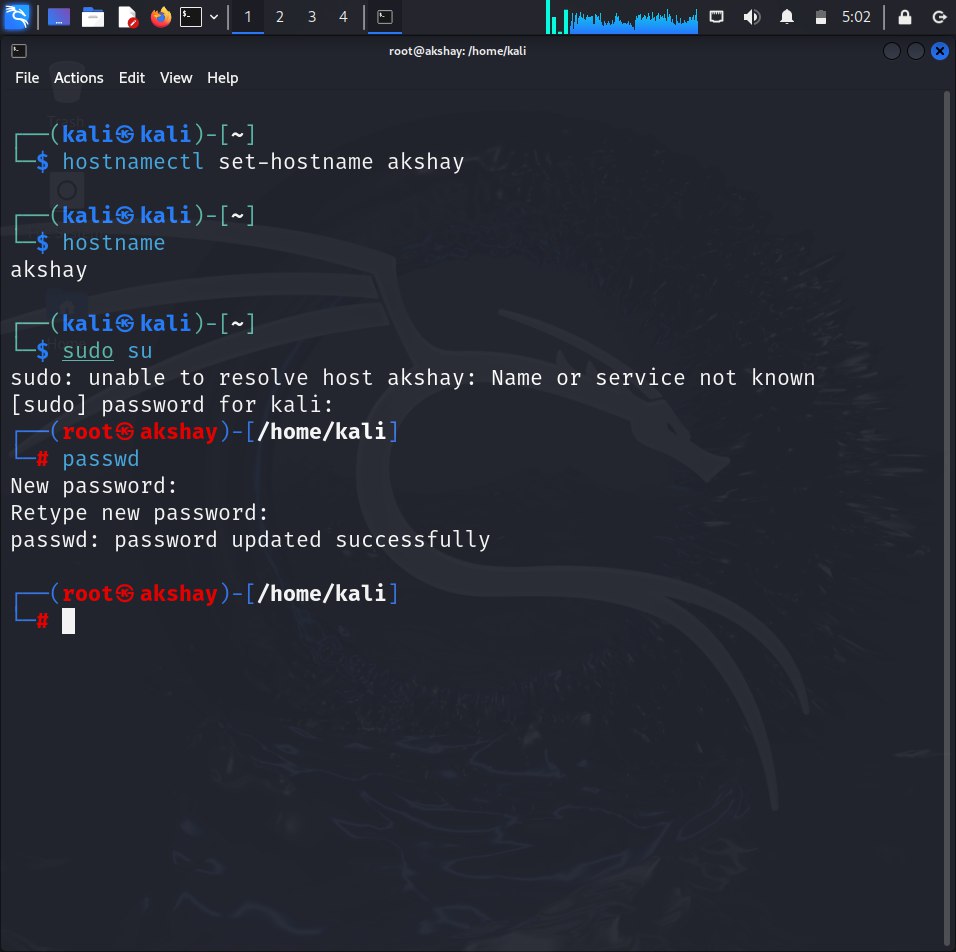 1 2 3 4 5:02
root@akshay: /home/kali
File Actions Edit View Help
┌──(kali㉿kali)-[~]
└─$ hostnamectl set-hostname akshay
┌──(kali㉿kali)-[~]
└─$ hostname
akshay
┌──(kali㉿kali)-[~]
└─$ sudo su
sudo: unable to resolve host akshay: Name or service not known
[sudo] password for kali:
┌──(root㉿akshay)-[/home/kali]
└─# passwd
New password:
Retype new password:
passwd: password updated successfully
┌──(root㉿akshay)-[/home/kali]
└─#